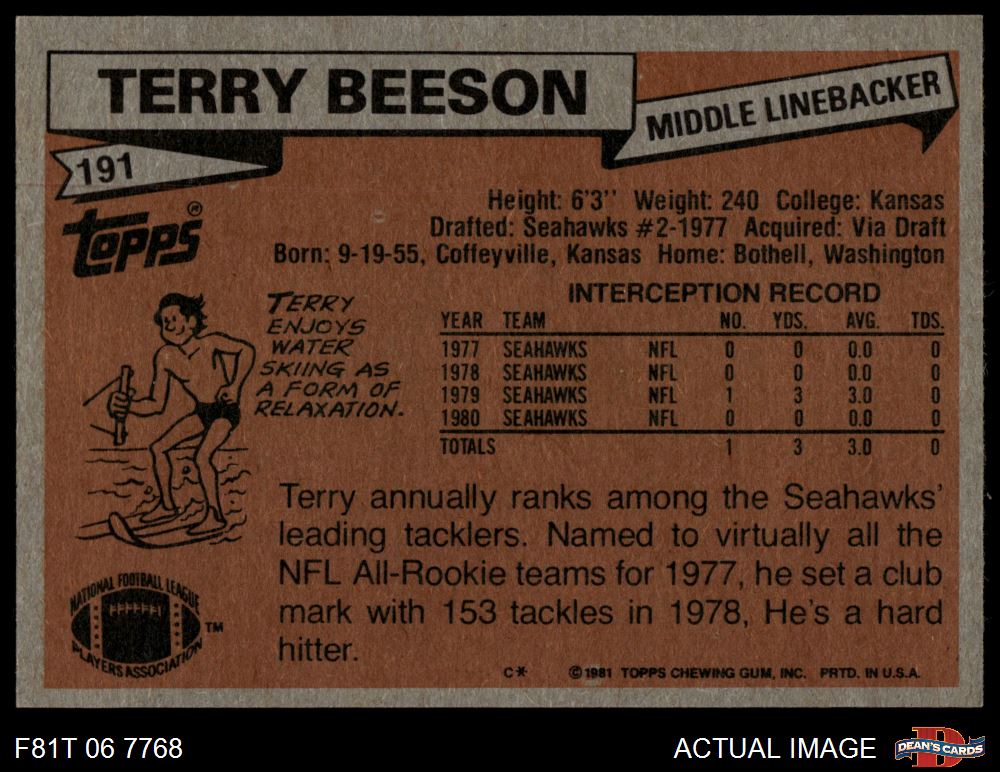 TERRY BEESON
MIDDLE LINEBACKER
191
TOPPS®
Height: 6'3'' Weight: 240 College: Kansas
Drafted: Seahawks #2-1977 Acquired: Via Draft
Born: 9-19-55, Coffeyville, Kansas Home: Bothell, Washington
TERRY
ENJOYS
WATER
SKIING AS
A FORM OF
RELAXATION.
INTERCEPTION RECORD
YEAR TEAM NO. YDS. AVG. TDS.
1977 SEAHAWKS NFL 0 0 0.0 0
1978 SEAHAWKS NFL 0 0 0.0 0
1979 SEAHAWKS NFL 1 3 3.0 0
1980 SEAHAWKS NFL 0 0 0.0 0
TOTALS 1 3 3.0 0
Terry annually ranks among the Seahawks'
leading tacklers. Named to virtually all the
NFL All-Rookie teams for 1977, he set a club
mark with 153 tackles in 1978, He's a hard
hitter.
NATIONAL FOOTBALL LEAGUE
PLAYERS ASSOCIATION
TM
C* ©1981 TOPPS CHEWING GUM, INC. PRTD. IN U.S.A.
F81T 06 7768
ACTUAL IMAGE
D
DEAN'S CARDS